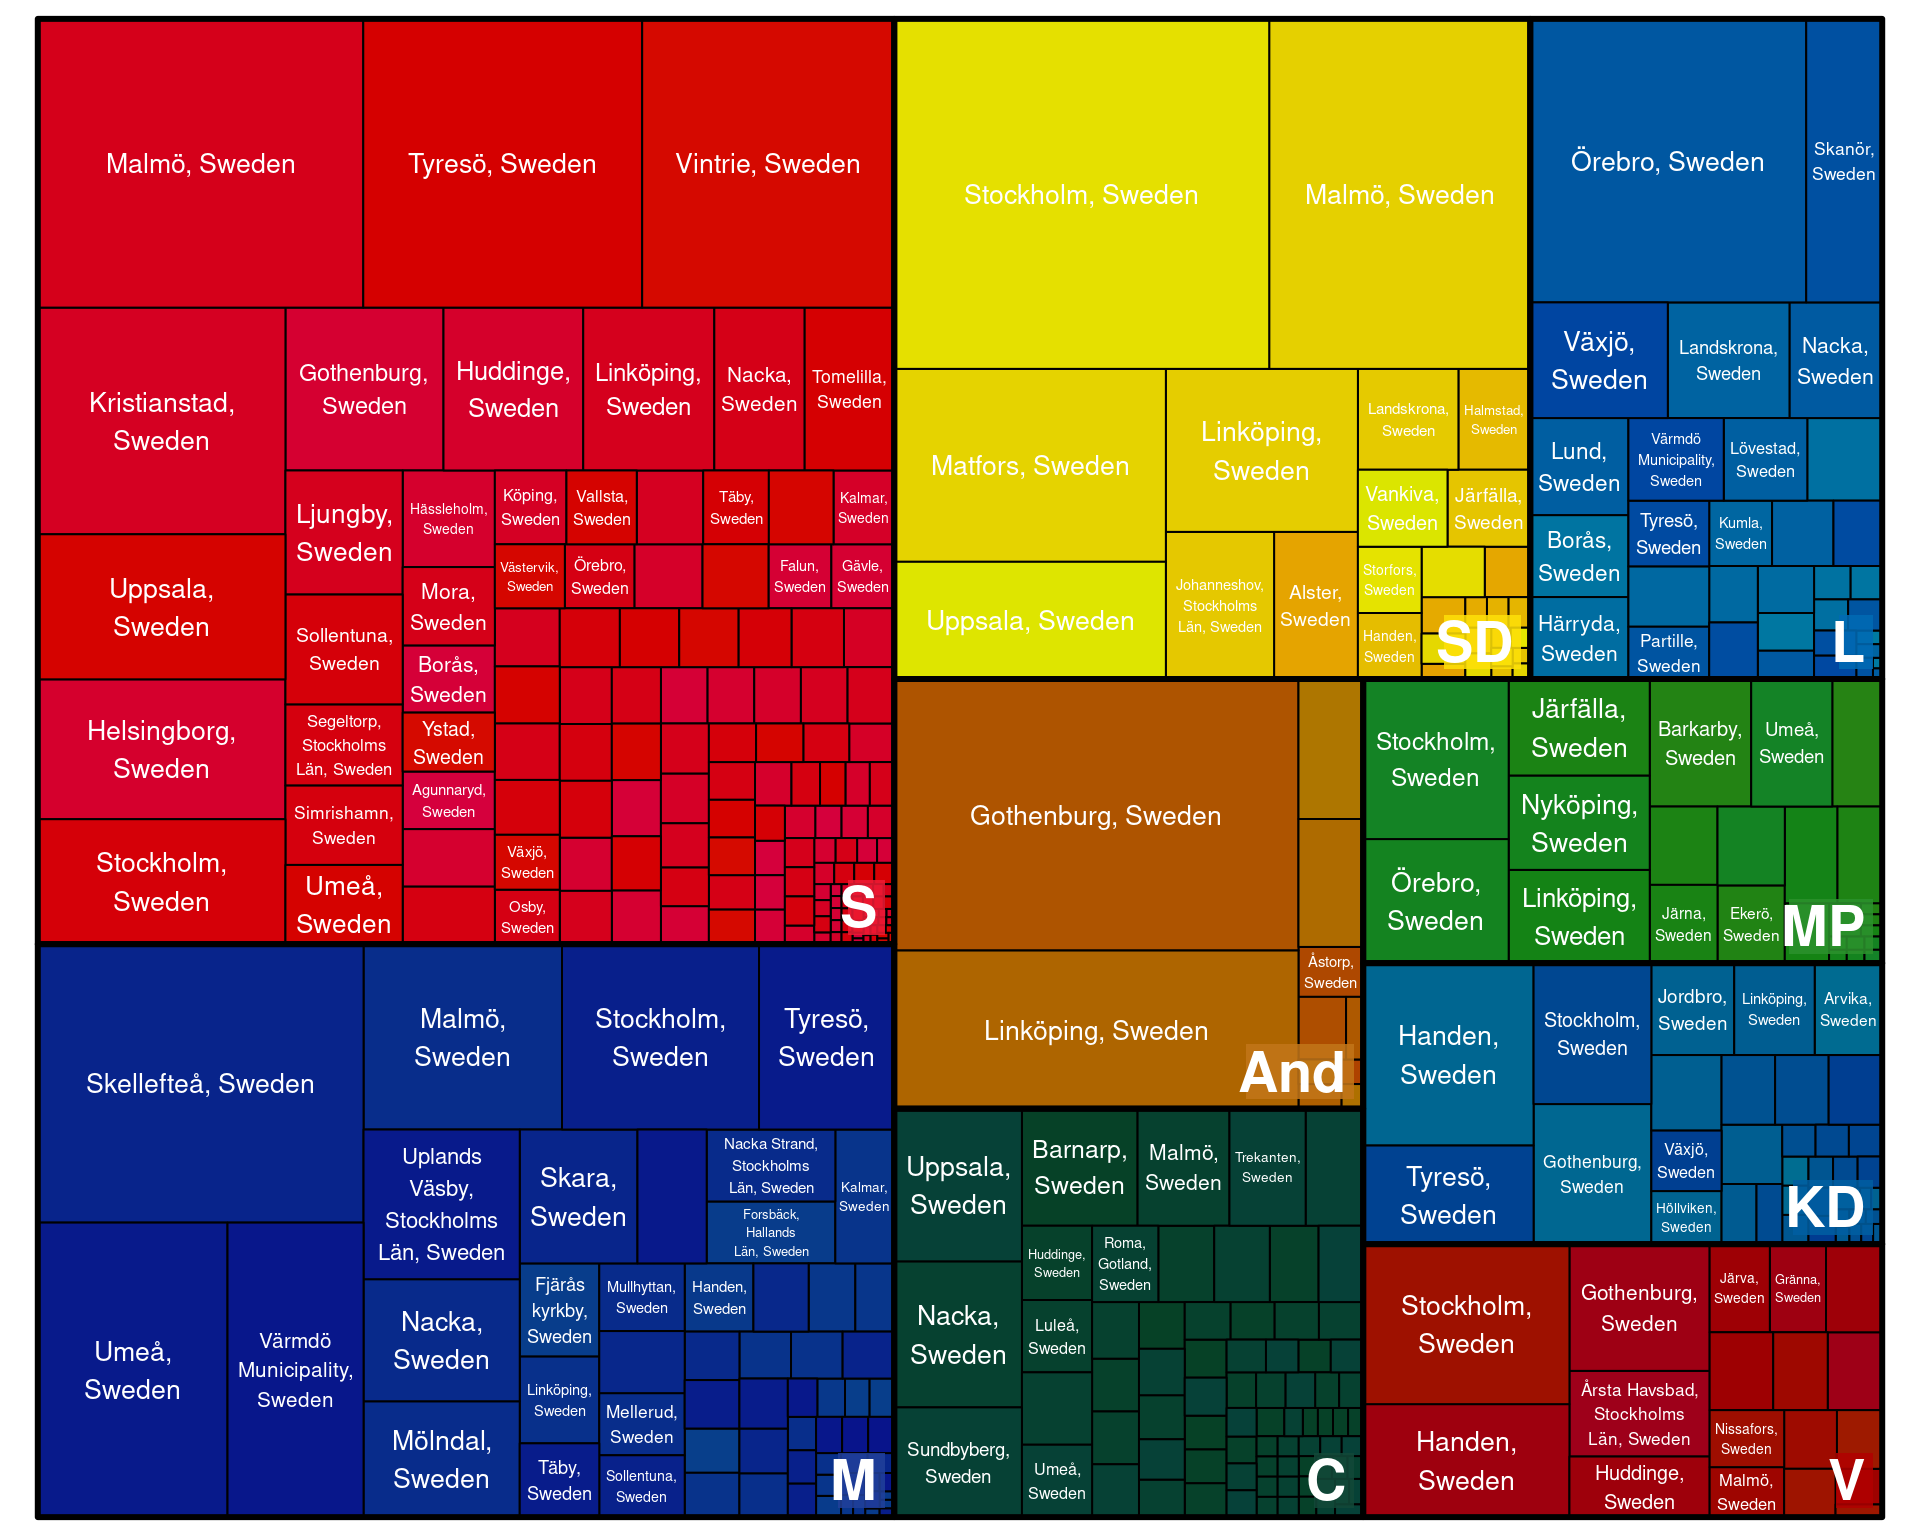 Malmö, Sweden
Tyresö, Sweden
Vintrie, Sweden
Kristianstad,
Sweden
Gothenburg,
Sweden
Huddinge,
Sweden
Linköping,
Sweden
Nacka,
Sweden
Tomelilla,
Sweden
Uppsala,
Sweden
Helsingborg,
Sweden
Stockholm,
Sweden
Ljungby,
Sweden
Sollentuna,
Sweden
Segeltorp,
Stockholms
Län, Sweden
Simrishamn,
Sweden
Umeå,
Sweden
Hässleholm,
Sweden
Mora,
Sweden
Borås,
Sweden
Ystad,
Sweden
Agunnaryd,
Sweden
Köping,
Sweden
Vallsta,
Sweden
Täby,
Sweden
Kalmar,
Sweden
Västervik,
Sweden
Örebro,
Sweden
Falun,
Sweden
Gävle,
Sweden
Växjö,
Sweden
Osby,
Sweden
S
Stockholm, Sweden
Malmö, Sweden
Matfors, Sweden
Uppsala, Sweden
Linköping,
Sweden
Johanneshov,
Stockholms
Län, Sweden
Alster,
Sweden
Landskrona,
Sweden
Halmstad,
Sweden
Vankiva,
Sweden
Järfälla,
Sweden
Storfors,
Sweden
Handen,
Sweden
SD
Örebro, Sweden
Skanör,
Sweden
Växjö,
Sweden
Landskrona,
Sweden
Nacka,
Sweden
Lund,
Sweden
Borås,
Sweden
Härryda,
Sweden
Värmdö
Municipality,
Sweden
Lövestad,
Sweden
Tyresö,
Sweden
Kumla,
Sweden
Partille,
Sweden
L
Skellefteå, Sweden
Umeå,
Sweden
Värmdö
Municipality,
Sweden
Malmö,
Sweden
Stockholm,
Sweden
Tyresö,
Sweden
Uplands
Väsby,
Stockholms
Län, Sweden
Nacka,
Sweden
Mölndal,
Sweden
Skara,
Sweden
Nacka Strand,
Stockholms
Län, Sweden
Forsbäck,
Hallands
Län, Sweden
Kalmar,
Sweden
Fjärås
kyrkby,
Sweden
Linköping,
Sweden
Täby,
Sweden
Mullhyttan,
Sweden
Handen,
Sweden
Mellerud,
Sweden
Sollentuna,
Sweden
M
Gothenburg, Sweden
Linköping, Sweden
Åstorp,
Sweden
And
Uppsala,
Sweden
Nacka,
Sweden
Sundbyberg,
Sweden
Barnarp,
Sweden
Malmö,
Sweden
Trekanten,
Sweden
Huddinge,
Sweden
Roma,
Gotland,
Sweden
Luleå,
Sweden
Umeå,
Sweden
C
Stockholm,
Sweden
Örebro,
Sweden
Järfälla,
Sweden
Nyköping,
Sweden
Linköping,
Sweden
Barkarby,
Sweden
Umeå,
Sweden
Järna,
Sweden
Ekerö,
Sweden
MP
Handen,
Sweden
Tyresö,
Sweden
Stockholm,
Sweden
Gothenburg,
Sweden
Jordbro,
Sweden
Linköping,
Sweden
Arvika,
Sweden
Växjö,
Sweden
Höllviken,
Sweden
KD
Stockholm,
Sweden
Handen,
Sweden
Gothenburg,
Sweden
Årsta Havsbad,
Stockholms
Län, Sweden
Huddinge,
Sweden
Järva,
Sweden
Gränna,
Sweden
Nissafors,
Sweden
Malmö,
Sweden
V